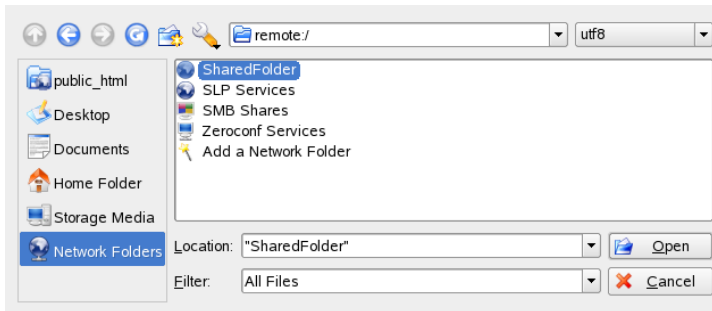 remote:/ utf8
public_html
Desktop
Documents
Home Folder
Storage Media
Network Folders
SharedFolder
SLP Services
SMB Shares
Zeroconf Services
Add a Network Folder
Location: "SharedFolder" Open
Filter: All Files Cancel